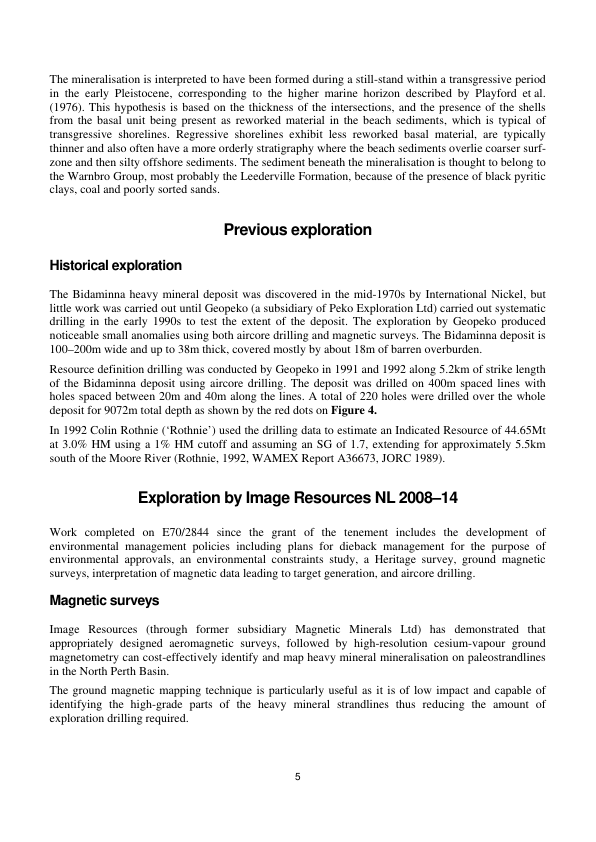 The mineralisation is interpreted to have been formed during a still-stand within a transgressive period
in the early Pleistocene, corresponding to the higher marine horizon described by Playford et al.
(1976). This hypothesis is based on the thickness of the intersections, and the presence of the shells
from the basal unit being present as reworked material in the beach sediments, which is typical of
transgressive shorelines. Regressive shorelines exhibit less reworked basal material, are typically
thinner and also often have a more orderly stratigraphy where the beach sediments overlie coarser surf-
zone and then silty offshore sediments. The sediment beneath the mineralisation is thought to belong to
the Warnbro Group, most probably the Leederville Formation, because of the presence of black pyritic
clays, coal and poorly sorted sands.
Previous exploration
Historical exploration
The Bidaminna heavy mineral deposit was discovered in the mid-1970s by International Nickel, but
little work was carried out until Geopeko (a subsidiary of Peko Exploration Ltd) carried out systematic
drilling in the early 1990s to test the extent of the deposit. The exploration by Geopeko produced
noticeable small anomalies using both aircore drilling and magnetic surveys. The Bidaminna deposit is
100–200m wide and up to 38m thick, covered mostly by about 18m of barren overburden.
Resource definition drilling was conducted by Geopeko in 1991 and 1992 along 5.2km of strike length
of the Bidaminna deposit using aircore drilling. The deposit was drilled on 400m spaced lines with
holes spaced between 20m and 40m along the lines. A total of 220 holes were drilled over the whole
deposit for 9072m total depth as shown by the red dots on Figure 4.
In 1992 Colin Rothnie (‘Rothnie’) used the drilling data to estimate an Indicated Resource of 44.65Mt
at 3.0% HM using a 1% HM cutoff and assuming an SG of 1.7, extending for approximately 5.5km
south of the Moore River (Rothnie, 1992, WAMEX Report A36673, JORC 1989).
Exploration by Image Resources NL 2008–14
Work completed on E70/2844 since the grant of the tenement includes the development of
environmental management policies including plans for dieback management for the purpose of
environmental approvals, an environmental constraints study, a Heritage survey, ground magnetic
surveys, interpretation of magnetic data leading to target generation, and aircore drilling.
Magnetic surveys
Image Resources (through former subsidiary Magnetic Minerals Ltd) has demonstrated that
appropriately designed aeromagnetic surveys, followed by high-resolution cesium-vapour ground
magnetometry can cost-effectively identify and map heavy mineral mineralisation on paleostrandlines
in the North Perth Basin.
The ground magnetic mapping technique is particularly useful as it is of low impact and capable of
identifying the high-grade parts of the heavy mineral strandlines thus reducing the amount of
exploration drilling required.
5